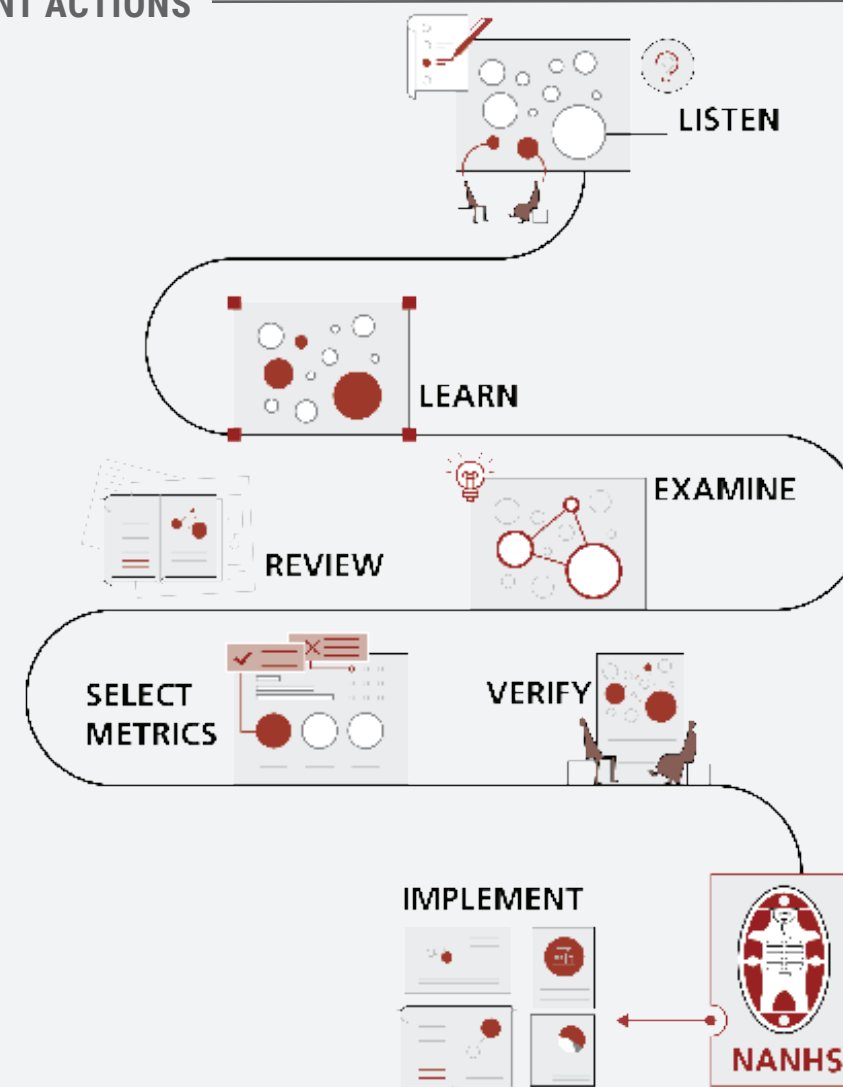 NT ACTIONS
LISTEN
LEARN
EXAMINE
REVIEW
SELECT
METRICS
VERIFY
IMPLEMENT
NANHS